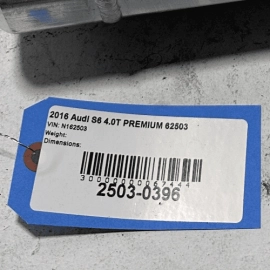 2016 Audi S6 4.0T PREMIUM 62503
VIN: N162503
Weight:
Dimensions:
2503-0396